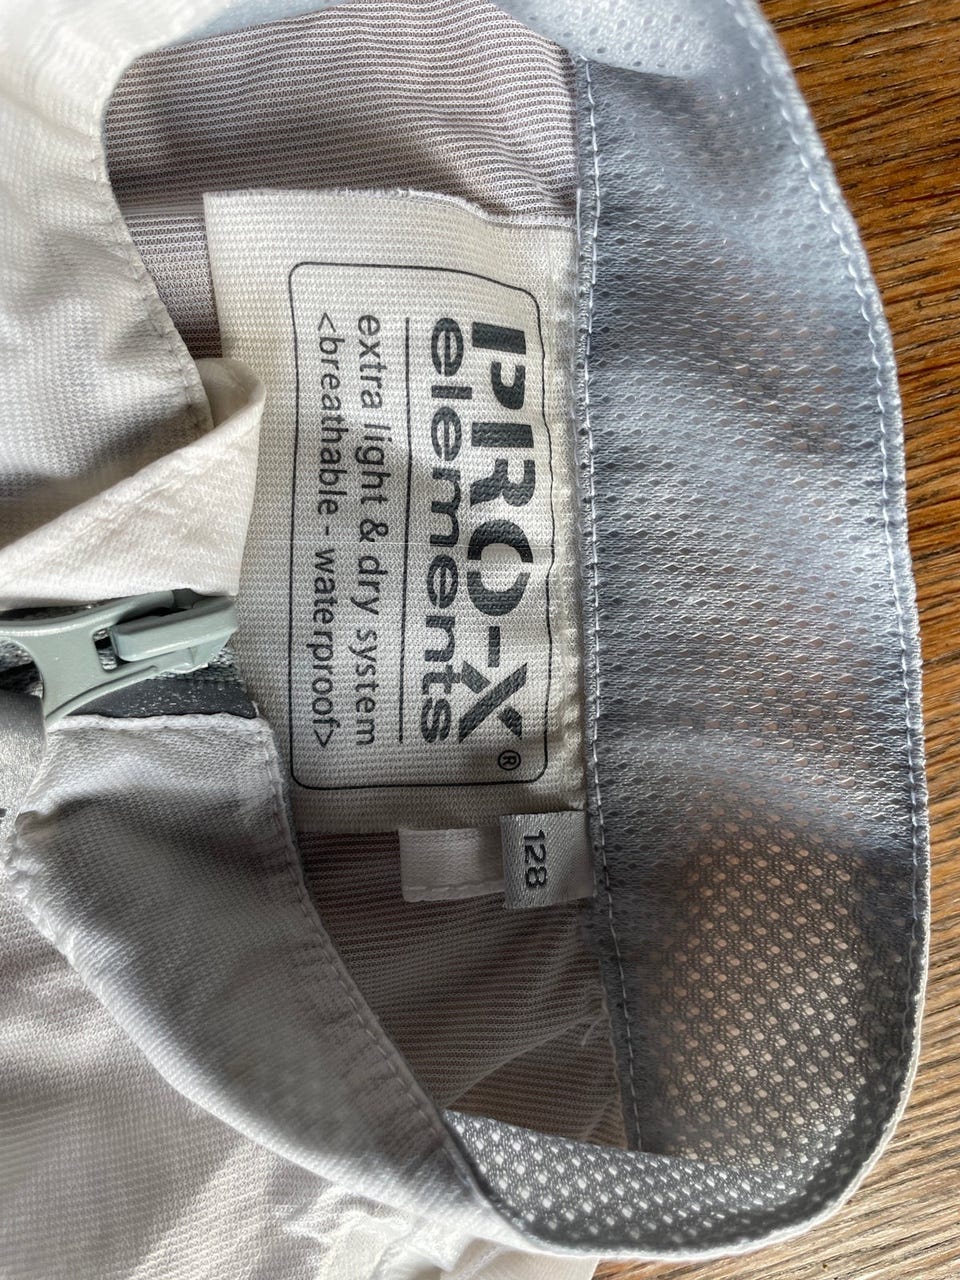 PRO-X®
elements
extra light & dry system
<breathable - waterproof>
128